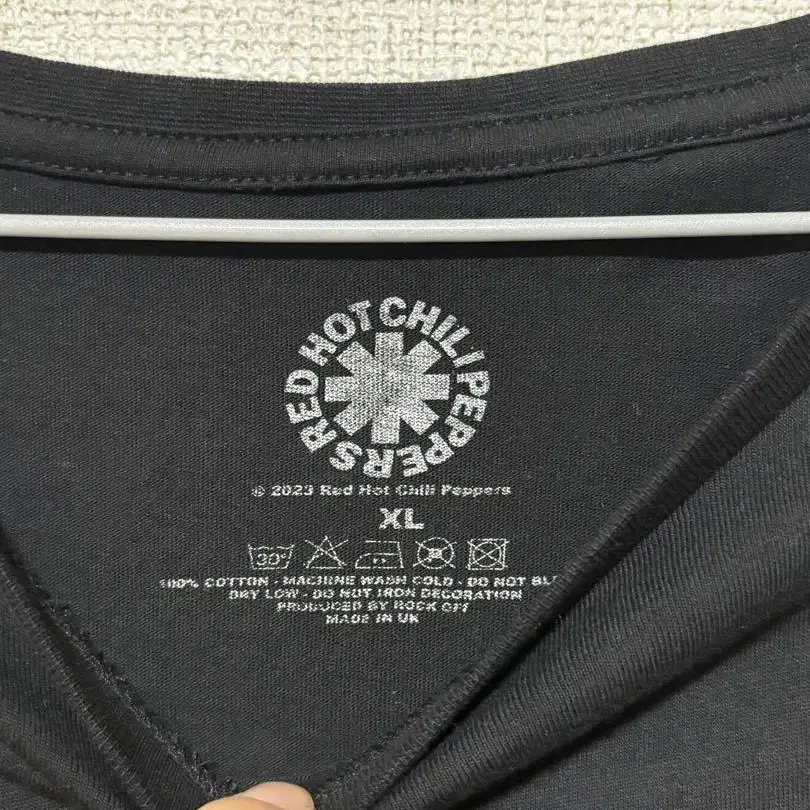 RED HOT CHILI PEPPERS
© 2023 Red Hot Chili Peppers
XL
30°
100% COTTON - MACHINE WASH COLD - DO NOT
DRY LOW - DO NOT IRON DECORATION
PRODUCED BY ROCK OFF
MADE IN UK